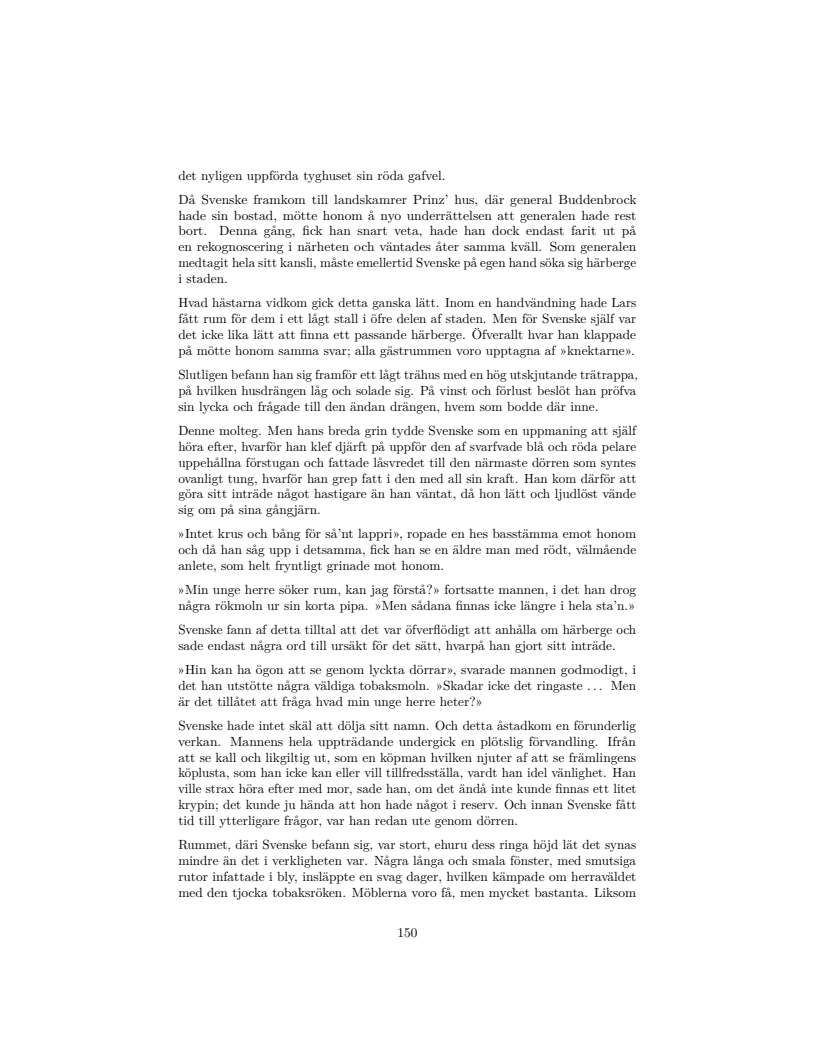 det nyligen uppförda tyghuset sin röda gafvel.
Då Svenske framkom till landskamrer Prinz’ hus, där general Buddenbrock
hade sin bostad, mötte honom å nyo underrättelsen att generalen hade rest
bort. Denna gång, fick han snart veta, hade han dock endast farit ut på
en rekognoscering i närheten och väntades åter samma kväll. Som generalen
medtagit hela sitt kansli, måste emellertid Svenske på egen hand söka sig härberge
i staden.
Hvad hästarna vidkom gick detta ganska lätt. Inom en handvändning hade Lars
fått rum för dem i ett lågt stall i öfre delen af staden. Men för Svenske själf var
det icke lika lätt att finna ett passande härberge. Öfverallt hvar han klappade
på mötte honom samma svar; alla gästrummen voro upptagna af »knektarne».
Slutligen befann han sig framför ett lågt trähus med en hög utskjutande trätrappa,
på hvilken husdrängen låg och solade sig. På vinst och förlust beslöt han pröfva
sin lycka och frågade till den ändan drängen, hvem som bodde där inne.
Denne molteg. Men hans breda grin tydde Svenske som en uppmaning att själf
höra efter, hvarför han klef djärft på uppför den af svarfvade blå och röda pelare
uppehållna förstugan och fattade låsvredet till den närmaste dörren som syntes
ovanligt tung, hvarför han grep fatt i den med all sin kraft. Han kom därför att
göra sitt inträde något hastigare än han väntat, då hon lätt och ljudlöst vände
sig om på sina gångjärn.
»Intet krus och bång för så’nt lappri», ropade en hes basstämma emot honom
och då han såg upp i detsamma, fick han se en äldre man med rödt, välmående
anlete, som helt fryntligt grinade mot honom.
»Min unge herre söker rum, kan jag förstå?» fortsatte mannen, i det han drog
några rökmoln ur sin korta pipa. »Men sådana finnas icke längre i hela sta’n.»
Svenske fann af detta tilltal att det var öfverflödigt att anhålla om härberge och
sade endast några ord till ursäkt för det sätt, hvarpå han gjort sitt inträde.
»Hin kan ha ögon att se genom lyckta dörrar», svarade mannen godmodigt, i
det han utstötte några väldiga tobaksmoln. »Skadar icke det ringaste ... Men
är det tillåtet att fråga hvad min unge herre heter?»
Svenske hade intet skäl att dölja sitt namn. Och detta åstadkom en förunderlig
verkan. Mannens hela uppträdande undergick en plötslig förvandling. Ifrån
att se kall och likgiltig ut, som en köpman hvilken njuter af att se främlingens
köplusta, som han icke kan eller vill tillfredsställa, vardt han idel vänlighet. Han
ville strax höra efter med mor, sade han, om det ändå inte kunde finnas ett litet
krypin; det kunde ju hända att hon hade något i reserv. Och innan Svenske fått
tid till ytterligare frågor, var han redan ute genom dörren.
Rummet, däri Svenske befann sig, var stort, ehuru dess ringa höjd lät det synas
mindre än det i verkligheten var. Några långa och smala fönster, med smutsiga
rutor infattade i bly, insläppte en svag dager, hvilken kämpade om herraväldet
med den tjocka tobaksröken. Möblerna voro få, men mycket bastanta. Liksom
150